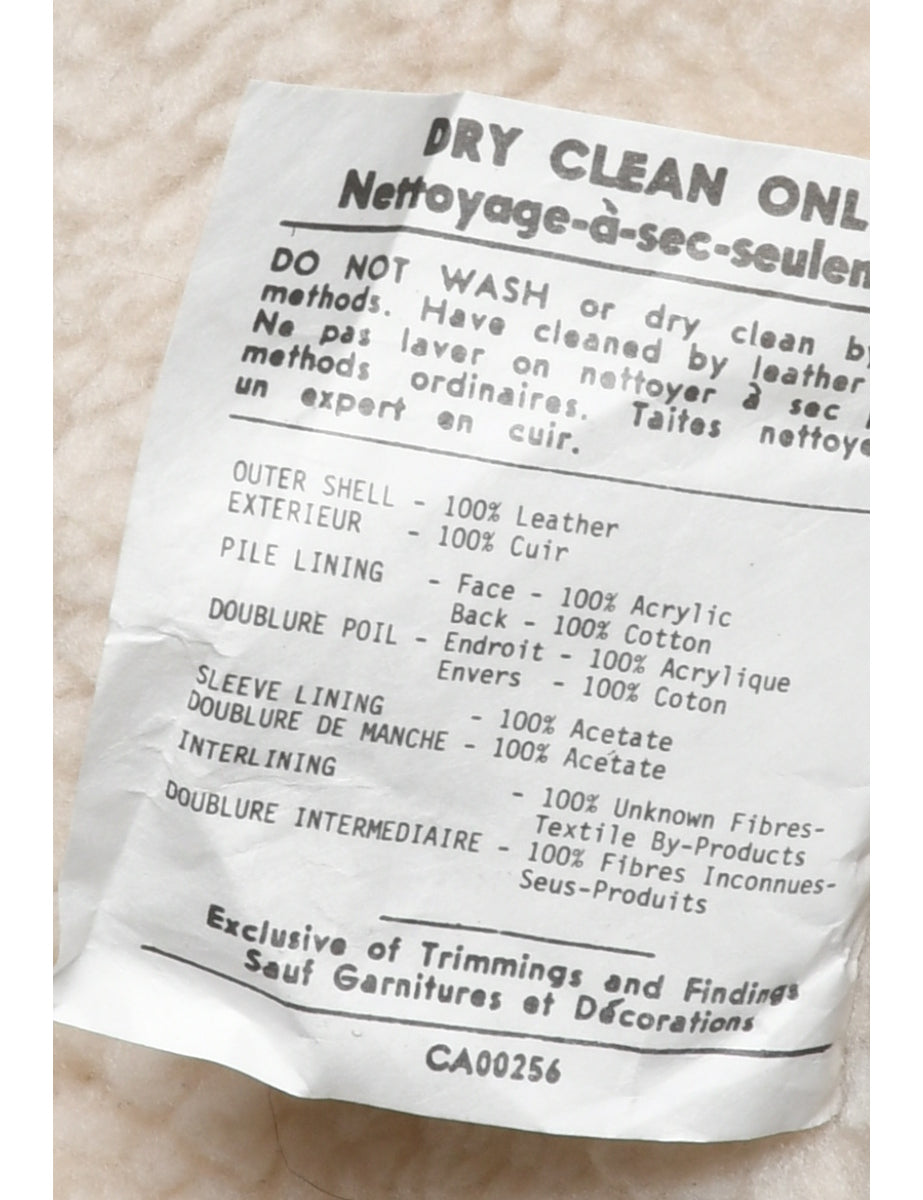 DRY CLEAN ONL
Nettoyage-à-sec-seulem
DO NOT WASH or dry clean by
methods. Have cleaned by leather
Ne pas laver on nettoyer à sec
methods ordinaires. Taites nettoye
un expert en cuir.
OUTER SHELL - 100% Leather
EXTERIEUR - 100% Cuir
PILE LINING - Face - 100% Acrylic
Back - 100% Cotton
DOUBLURE POIL - Endroit - 100% Acrylique
Envers - 100% Coton
SLEEVE LINING - 100% Acetate
DOUBLURE DE MANCHE - 100% Acétate
INTERLINING - 100% Unknown Fibres-
Textile By-Products
DOUBLURE INTERMEDIAIRE - 100% Fibres Inconnues-
Seus-Produits
Exclusive of Trimmings and Findings
Sauf Garnitures et Décorations
CA00256